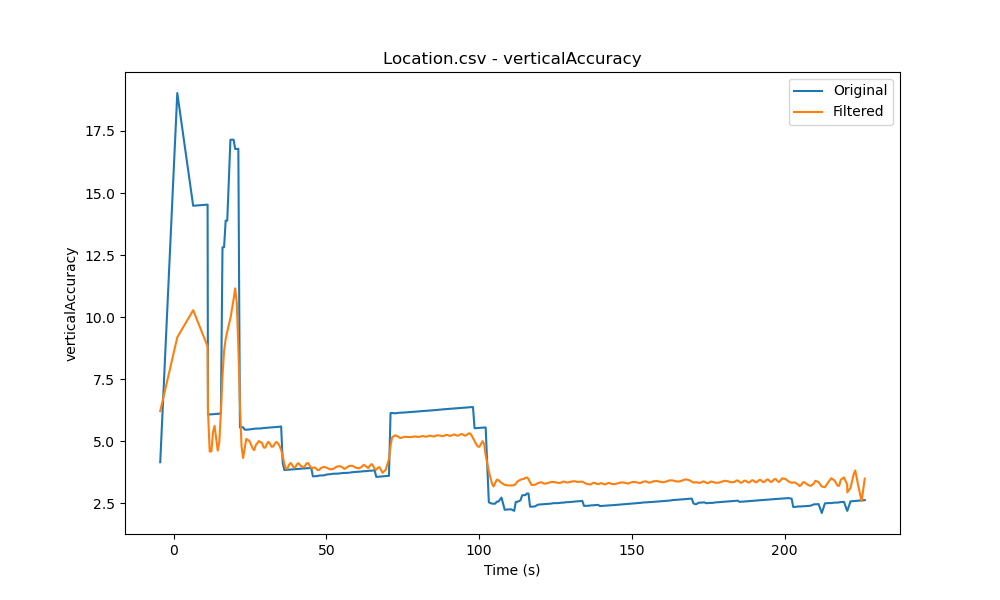 Location.csv - verticalAccuracy
Original
Filtered
17.5
15.0
12.5
10.0
7.5
5.0
2.5
verticalAccuracy
0
50
100
150
200
Time (s)